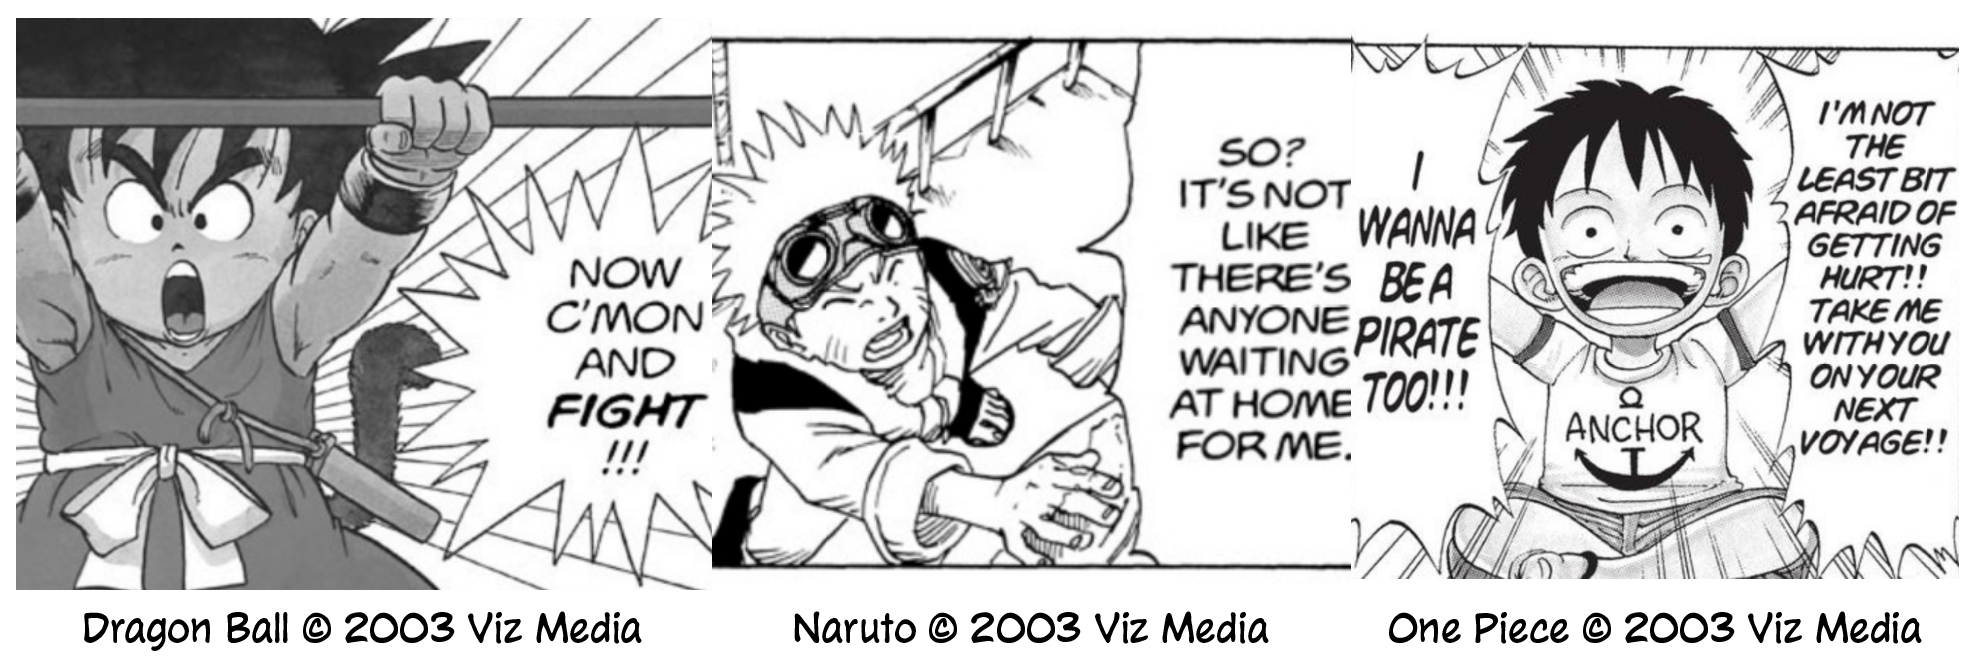 NOW
C'MON
AND
FIGHT
!!!
SO?
IT'S NOT
LIKE
THERE'S
ANYONE
WAITING
AT HOME
FOR ME.
I
WANNA
BE A
PIRATE
TOO!!!
Ω
ANCHOR
I'M NOT
THE
LEAST BIT
AFRAID OF
GETTING
HURT!!
TAKE ME
WITH YOU
ON YOUR
NEXT
VOYAGE!!
Dragon Ball © 2003 Viz Media
Naruto © 2003 Viz Media
One Piece © 2003 Viz Media